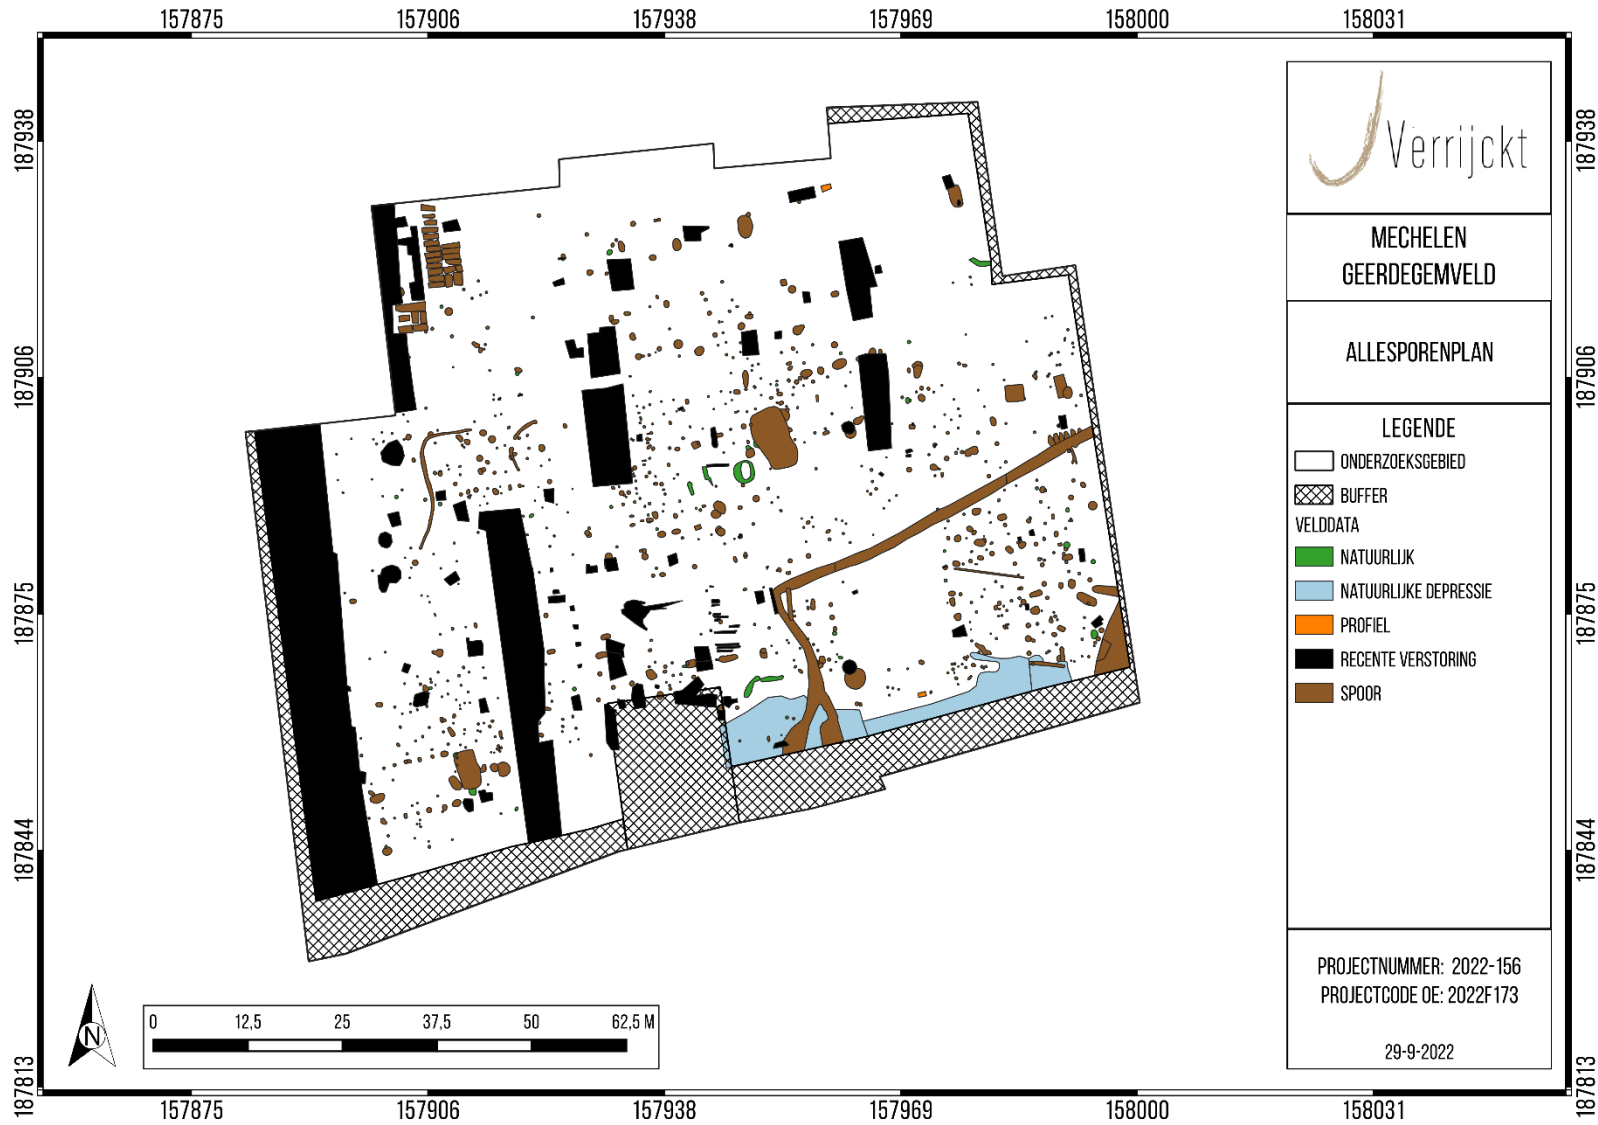 157875 157906 157938 157969 158000 158031
187938 187938
187906 187906
187875 187875
187844 187844
187813 187813
Verrijckt
MECHELEN
GEERDEGEMVELD
ALLESPORENPLAN
LEGENDE
ONDERZOEKSGEBIED
BUFFER
VELDDATA
NATUURLIJK
NATUURLIJKE DEPRESSIE
PROFIEL
RECENTE VERSTORING
SPOOR
PROJECTNUMMER: 2022-156
PROJECTCODE OE: 2022F173
29-9-2022
N
0 12,5 25 37,5 50 62,5 M
157875 157906 157938 157969 158000 158031